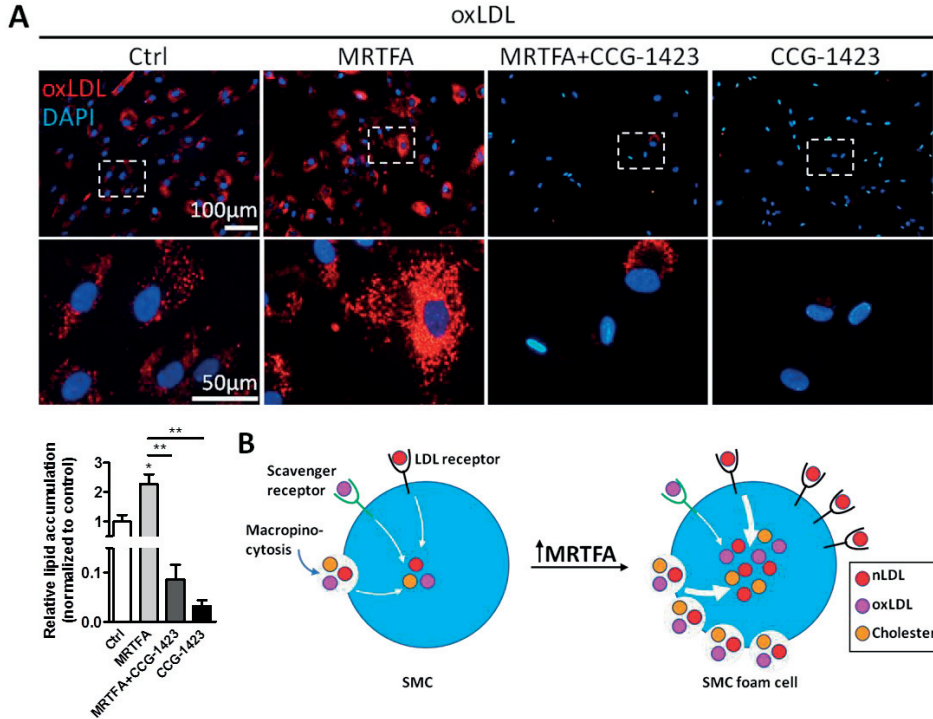 A
oxLDL
Ctrl
MRTFA
MRTFA+CCG-1423
CCG-1423
oxLDL
DAPI
100µm
50µm
Relative lipid accumulation
(normalized to control)
3
2
1
0.1
0.0
*
**
**
Ctrl
MRTFA
MRTFA+CCG-1423
CCG-1423
B
Scavenger
receptor
LDL receptor
Macropino-
cytosis
↑MRTFA
nLDL
oxLDL
Cholester
SMC
SMC foam cell